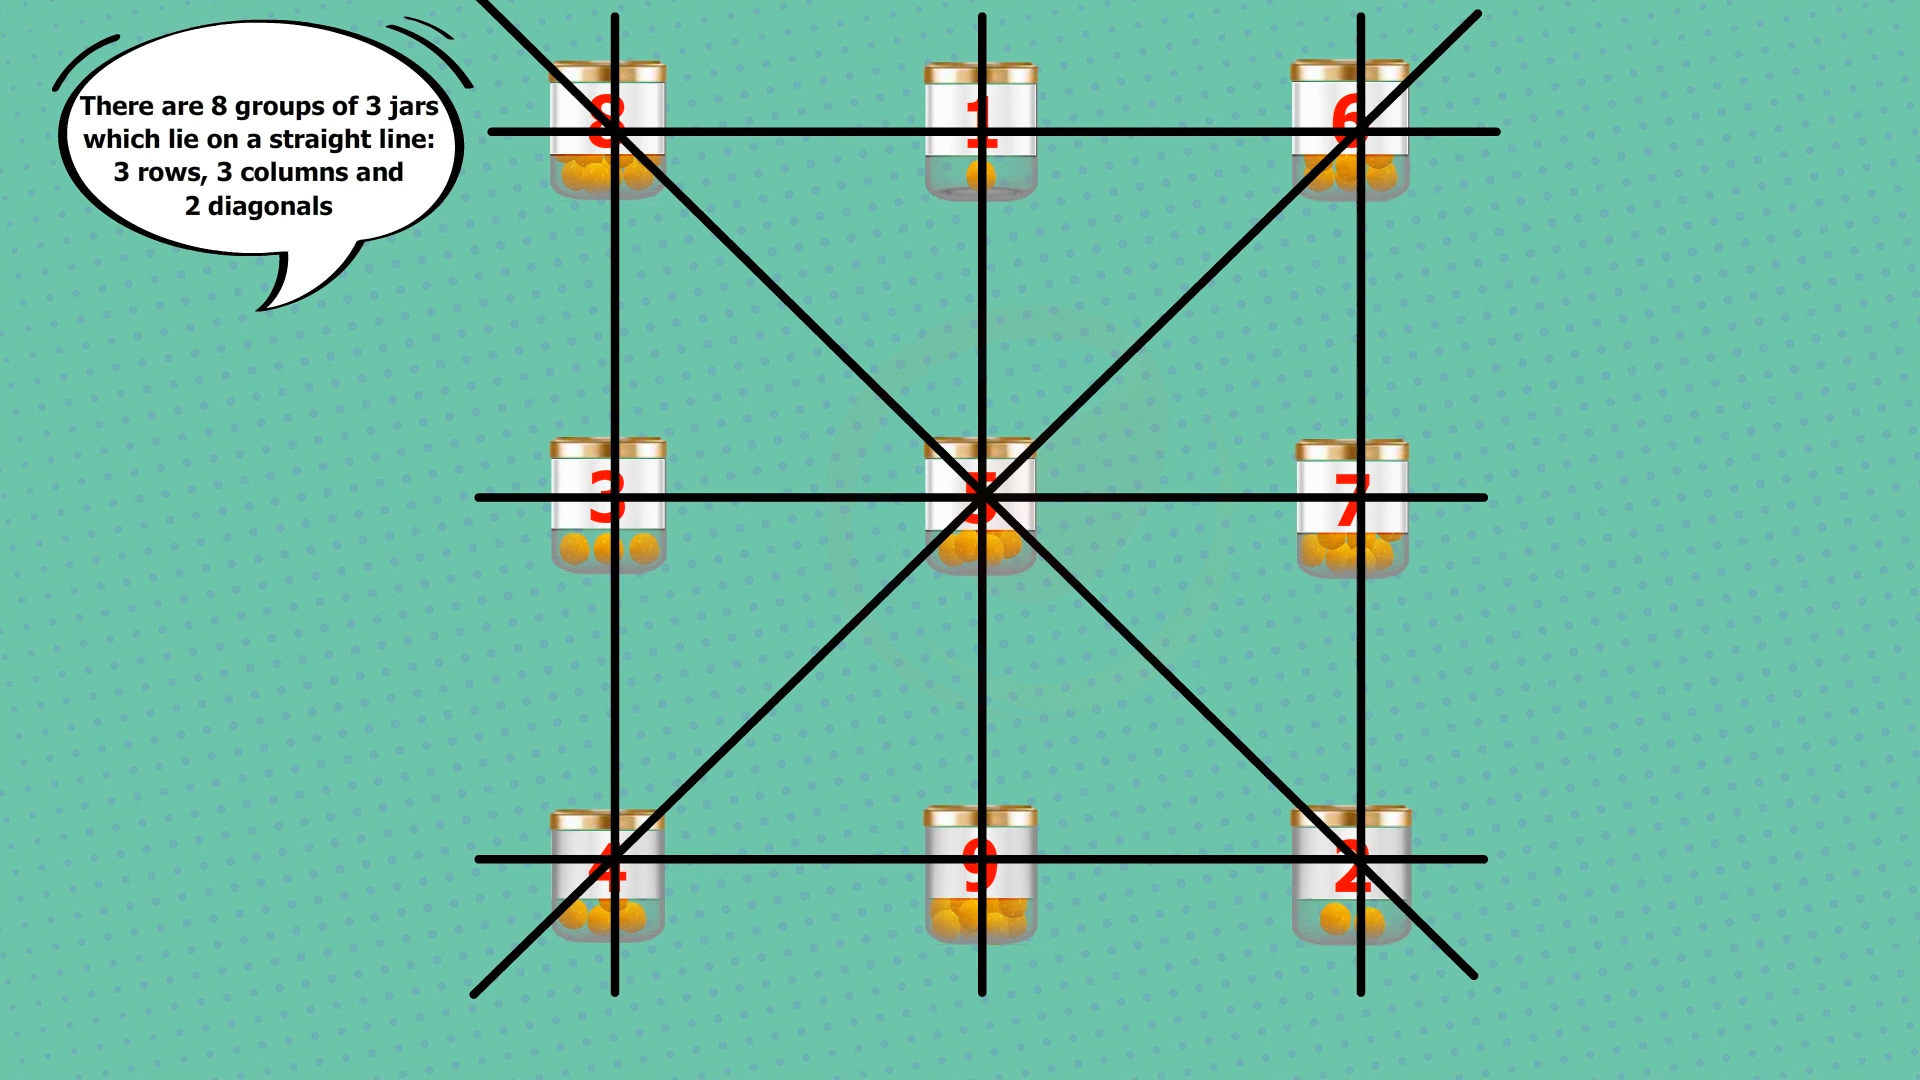 There are 8 groups of 3 jars
which lie on a straight line:
3 rows, 3 columns and
2 diagonals
8 1 6
3 5 7
4 9 2